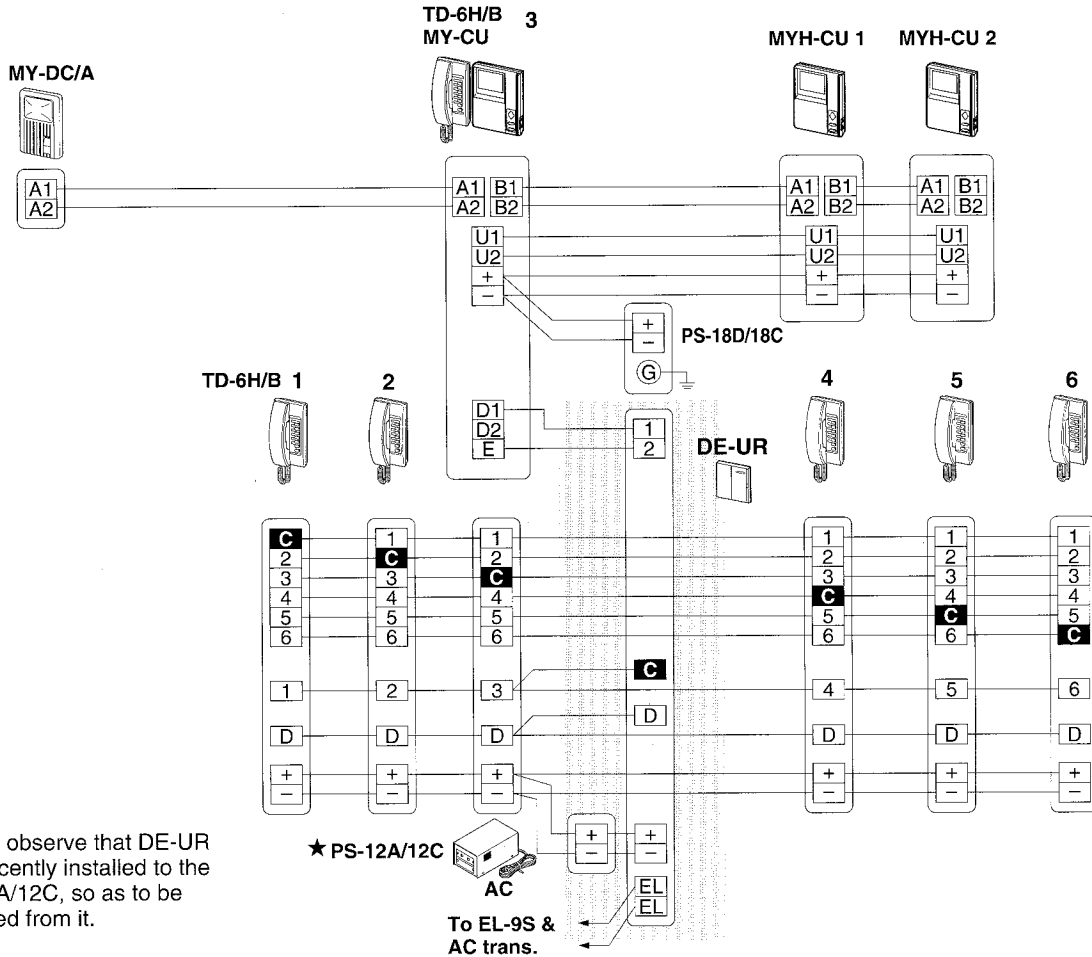 TD-6H/B 3
MY-CU
MYH-CU 1 MYH-CU 2
MY-DC/A
A1 A1 B1 A1 B1 A1 B1
A2 A2 B2 A2 B2 A2 B2
U1 U1 U1
U2 U2 U2
+ + +
− − −
+
− PS-18D/18C
G
TD-6H/B 1 2 4 5 6
D1
D2 1
E 2
DE-UR
C 1 1 1 1 1
2 C 2 2 2 2
3 3 C 3 3 3
4 4 4 C 4 4
5 5 5 5 C 5
6 6 6 6 6 C
C
1 2 3 4 5 6
D
D D D D D D
+ + + + + +
− − − − − −
★ PS-12A/12C
+ +
− −
AC
EL
EL
To EL-9S &
AC trans.
observe that DE-UR
cently installed to the
A/12C, so as to be
ed from it.